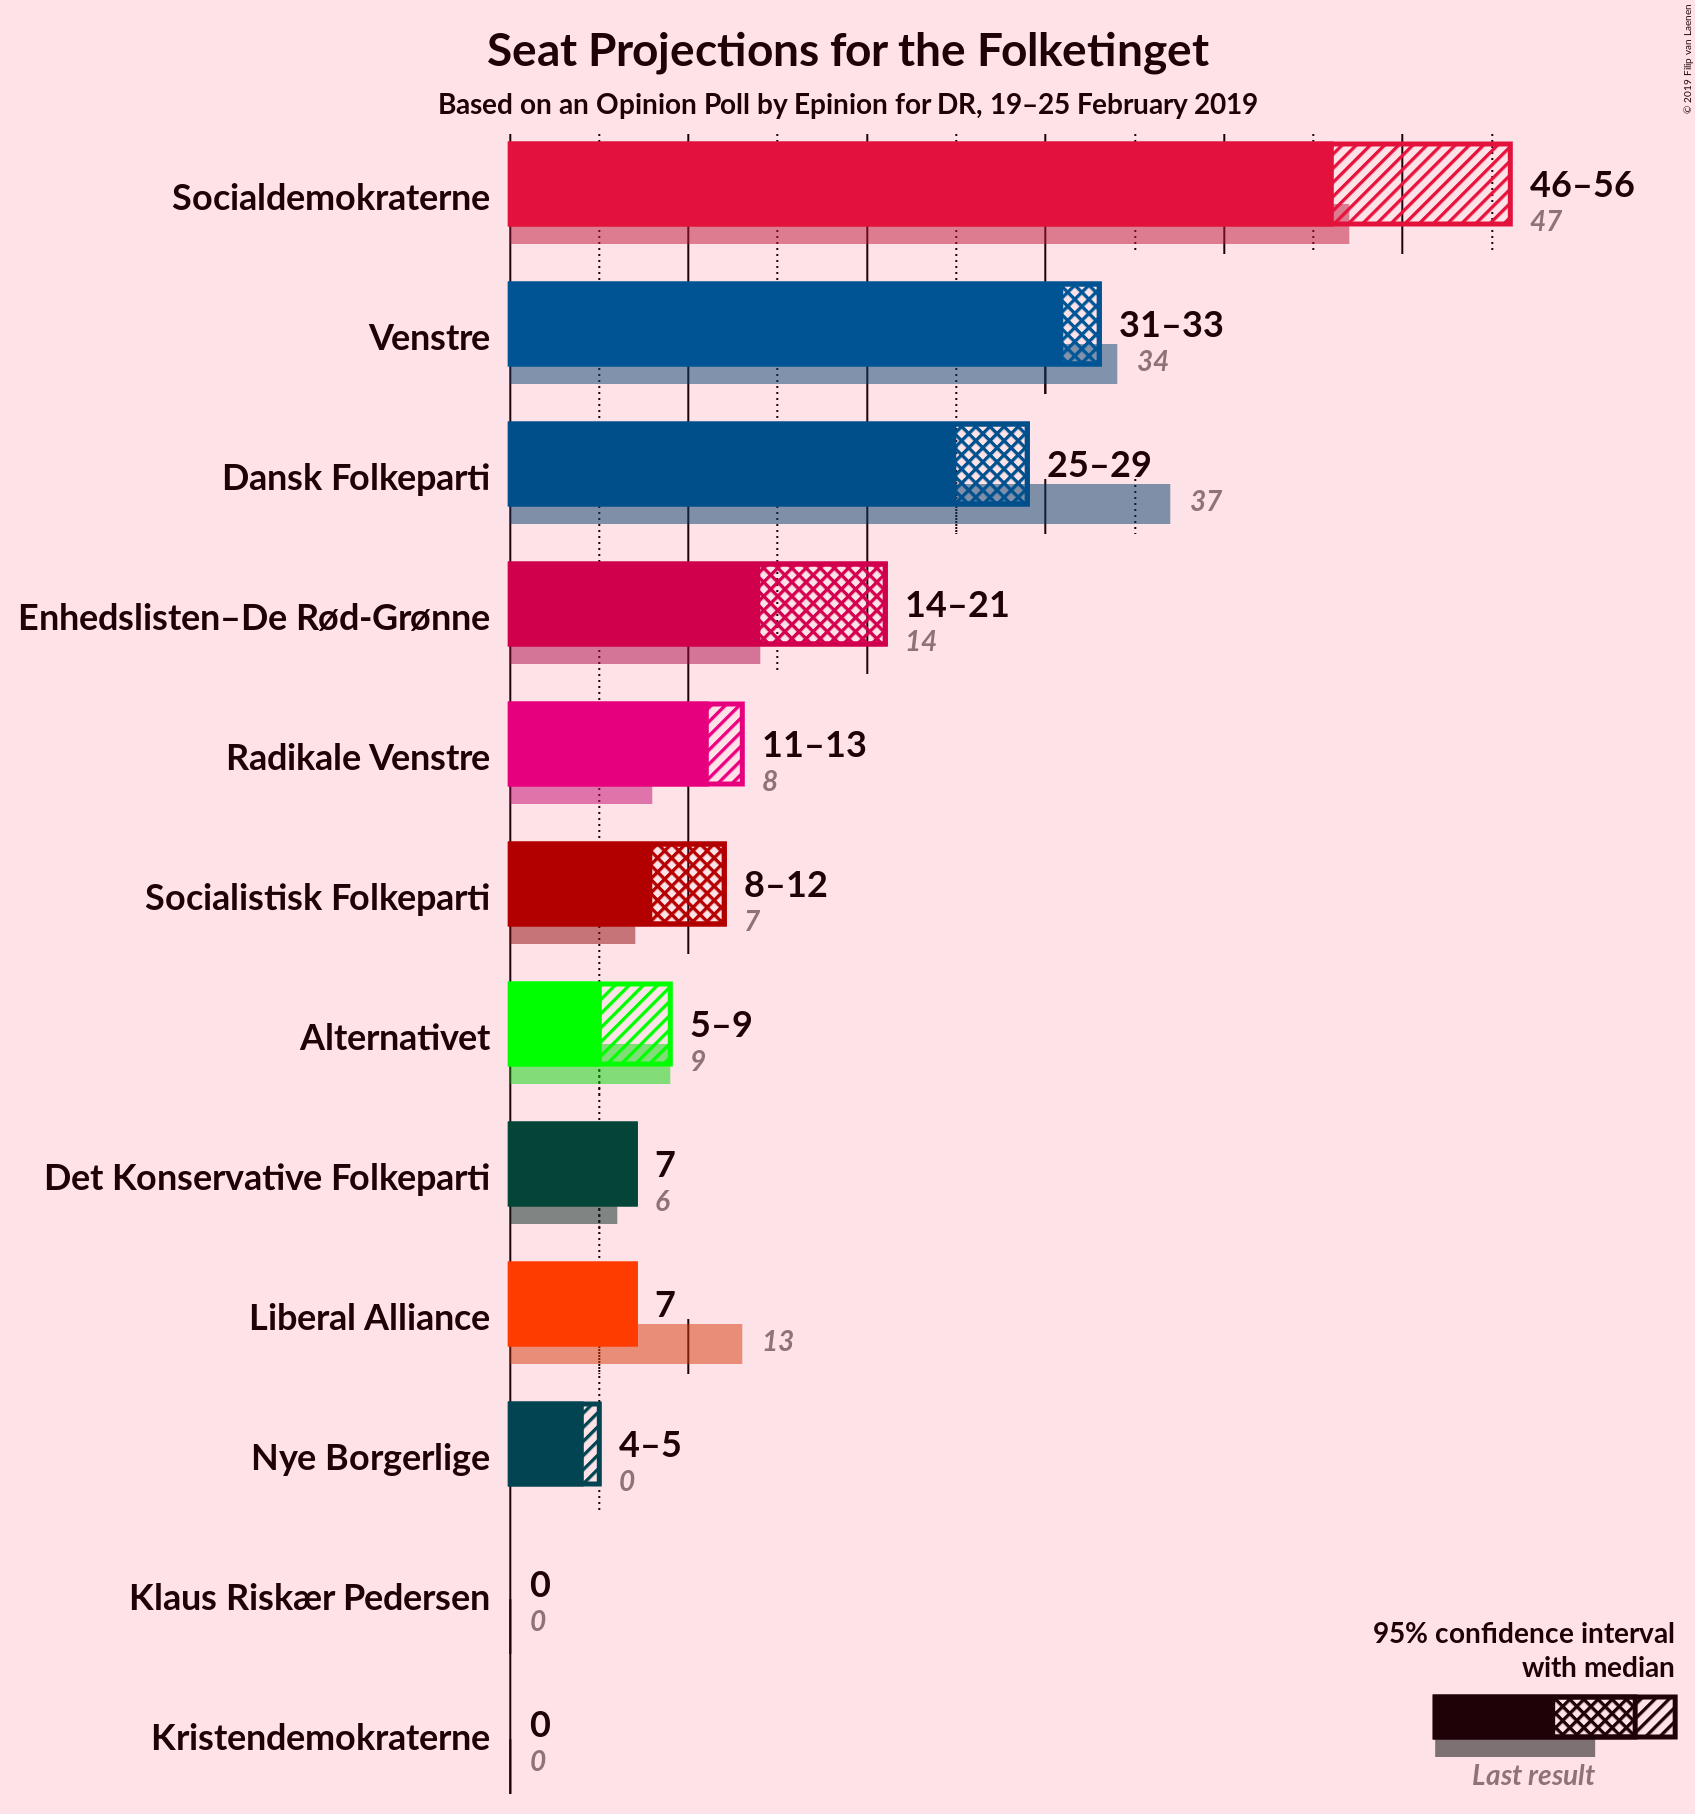 Seat Projections for the Folketinget
Based on an Opinion Poll by Epinion for DR, 19–25 February 2019
© 2019 Filip van Laenen
Socialdemokraterne
46–56
47
Venstre
31–33
34
Dansk Folkeparti
25–29
37
Enhedslisten–De Rød-Grønne
14–21
14
Radikale Venstre
11–13
8
Socialistisk Folkeparti
8–12
7
Alternativet
5–9
9
Det Konservative Folkeparti
7
6
Liberal Alliance
7
13
Nye Borgerlige
4–5
0
Klaus Riskær Pedersen
0
0
Kristendemokraterne
0
0
95% confidence interval
with median
Last result